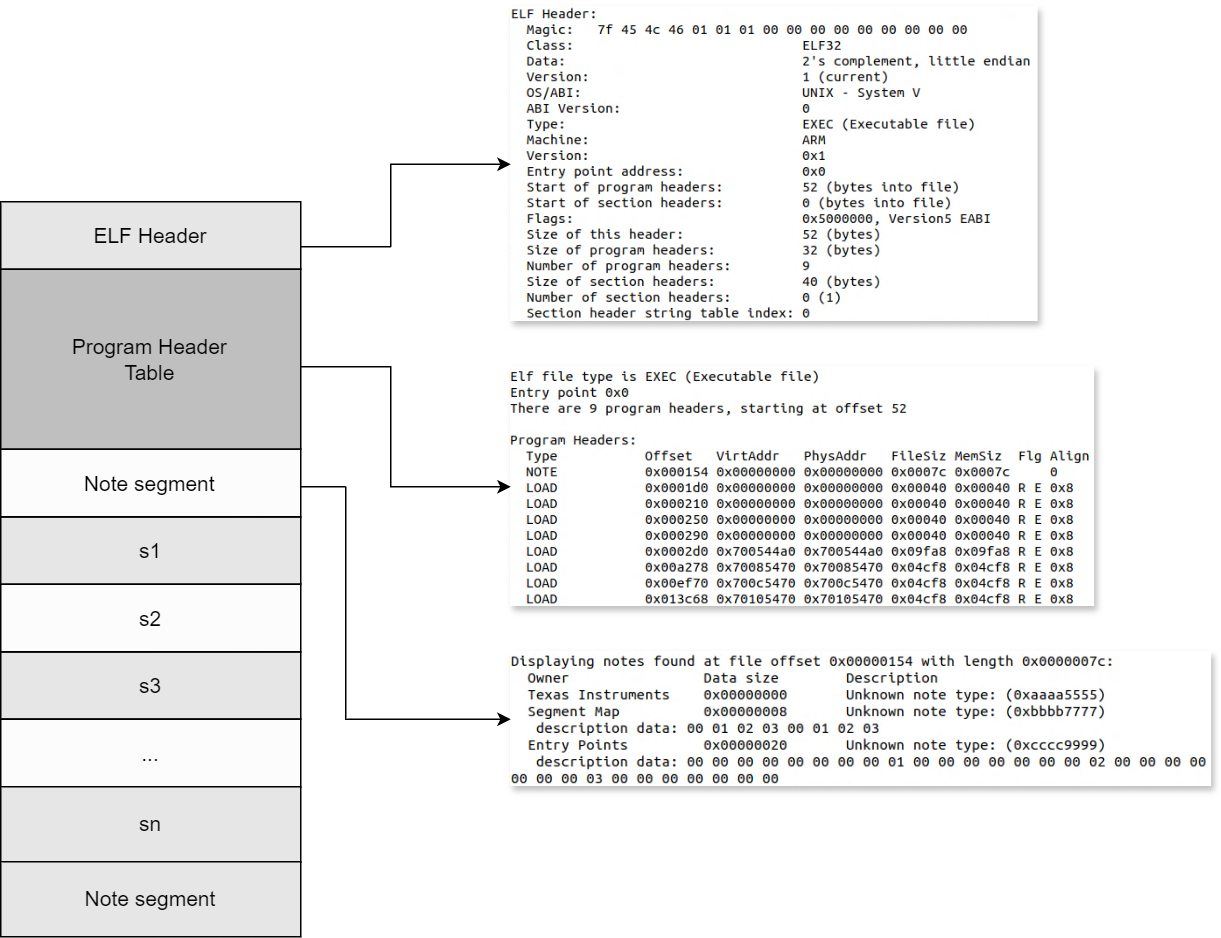 ELF Header
Program Header
Table
Note segment
s1
s2
s3
...
sn
Note segment
ELF Header:
Magic: 7f 45 4c 46 01 01 01 00 00 00 00 00 00 00 00 00
Class: ELF32
Data: 2's complement, little endian
Version: 1 (current)
OS/ABI: UNIX - System V
ABI Version: 0
Type: EXEC (Executable file)
Machine: ARM
Version: 0x1
Entry point address: 0x0
Start of program headers: 52 (bytes into file)
Start of section headers: 0 (bytes into file)
Flags: 0x5000000, Version5 EABI
Size of this header: 52 (bytes)
Size of program headers: 32 (bytes)
Number of program headers: 9
Size of section headers: 40 (bytes)
Number of section headers: 0 (1)
Section header string table index: 0
Elf file type is EXEC (Executable file)
Entry point 0x0
There are 9 program headers, starting at offset 52
Program Headers:
Type Offset VirtAddr PhysAddr FileSiz MemSiz Flg Align
NOTE 0x000154 0x00000000 0x00000000 0x0007c 0x0007c 0
LOAD 0x0001d0 0x00000000 0x00000000 0x00040 0x00040 R E 0x8
LOAD 0x000210 0x00000000 0x00000000 0x00040 0x00040 R E 0x8
LOAD 0x000250 0x00000000 0x00000000 0x00040 0x00040 R E 0x8
LOAD 0x000290 0x00000000 0x00000000 0x00040 0x00040 R E 0x8
LOAD 0x0002d0 0x700544a0 0x700544a0 0x09fa8 0x09fa8 R E 0x8
LOAD 0x00a278 0x70085470 0x70085470 0x04cf8 0x04cf8 R E 0x8
LOAD 0x00ef70 0x700c5470 0x700c5470 0x04cf8 0x04cf8 R E 0x8
LOAD 0x013c68 0x70105470 0x70105470 0x04cf8 0x04cf8 R E 0x8
Displaying notes found at file offset 0x00000154 with length 0x0000007c:
Owner Data size Description
Texas Instruments 0x00000000 Unknown note type: (0xaaaa5555)
Segment Map 0x00000008 Unknown note type: (0xbbbb7777)
description data: 00 01 02 03 00 01 02 03
Entry Points 0x00000020 Unknown note type: (0xcccc9999)
description data: 00 00 00 00 00 00 00 00 01 00 00 00 00 00 00 00 02 00 00 00 00
00 00 00 03 00 00 00 00 00 00 00